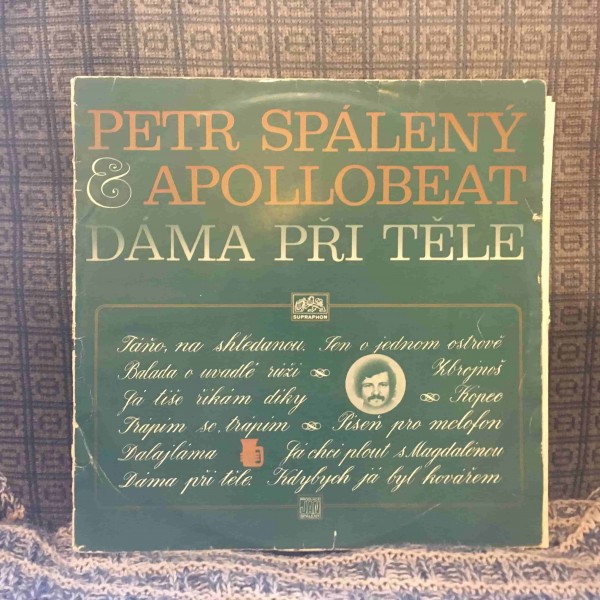 PETR SPÁLENÝ
& APOLLOBEAT
DÁMA PŘI TĚLE
SUPRAPHON
Táňo, na shledanou. Sen o jednom ostrově
Balada o uvadlé růži Zbrojnoš
Já tiše říkám díky Kopec
Trápím se, trápím Píseň pro melofon
Dalajláma Já chci plout s Magdalénou
Dáma při těle. Kdybych já byl kovářem